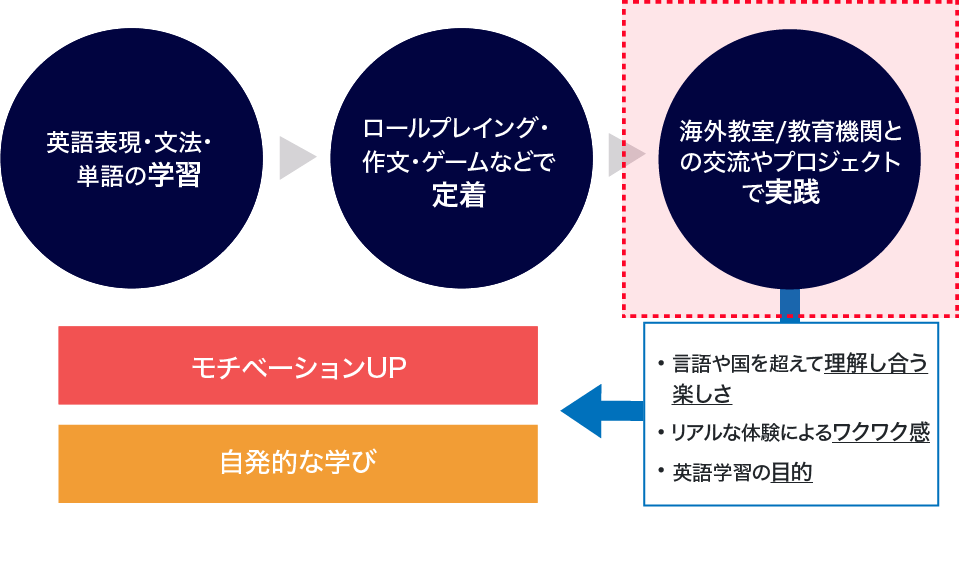 英語表現・文法・
単語の学習
ロールプレイング・
作文・ゲームなどで
定着
海外教室/教育機関と
の交流やプロジェクト
で実践
・言語や国を超えて理解し合う
楽しさ
・リアルな体験によるワクワク感
・英語学習の目的
モチベーションUP
自発的な学び